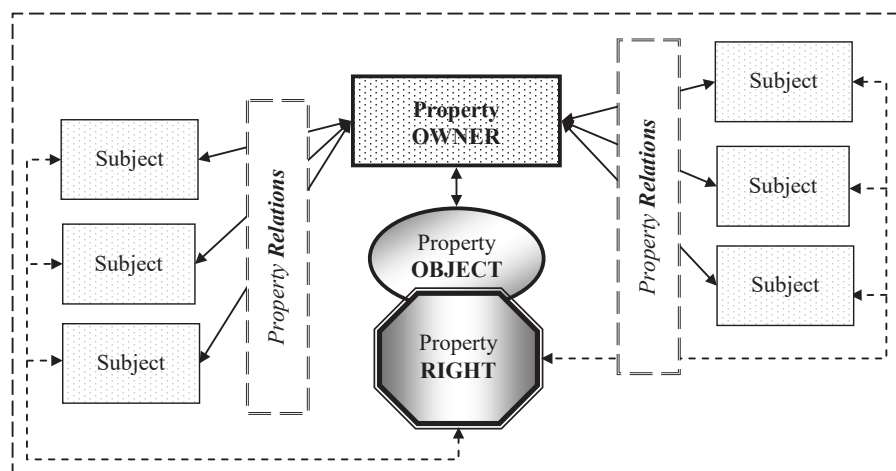 Subject
Subject
Subject
Property Relations
Property
OWNER
Property
OBJECT
Property
RIGHT
Property Relations
Subject
Subject
Subject